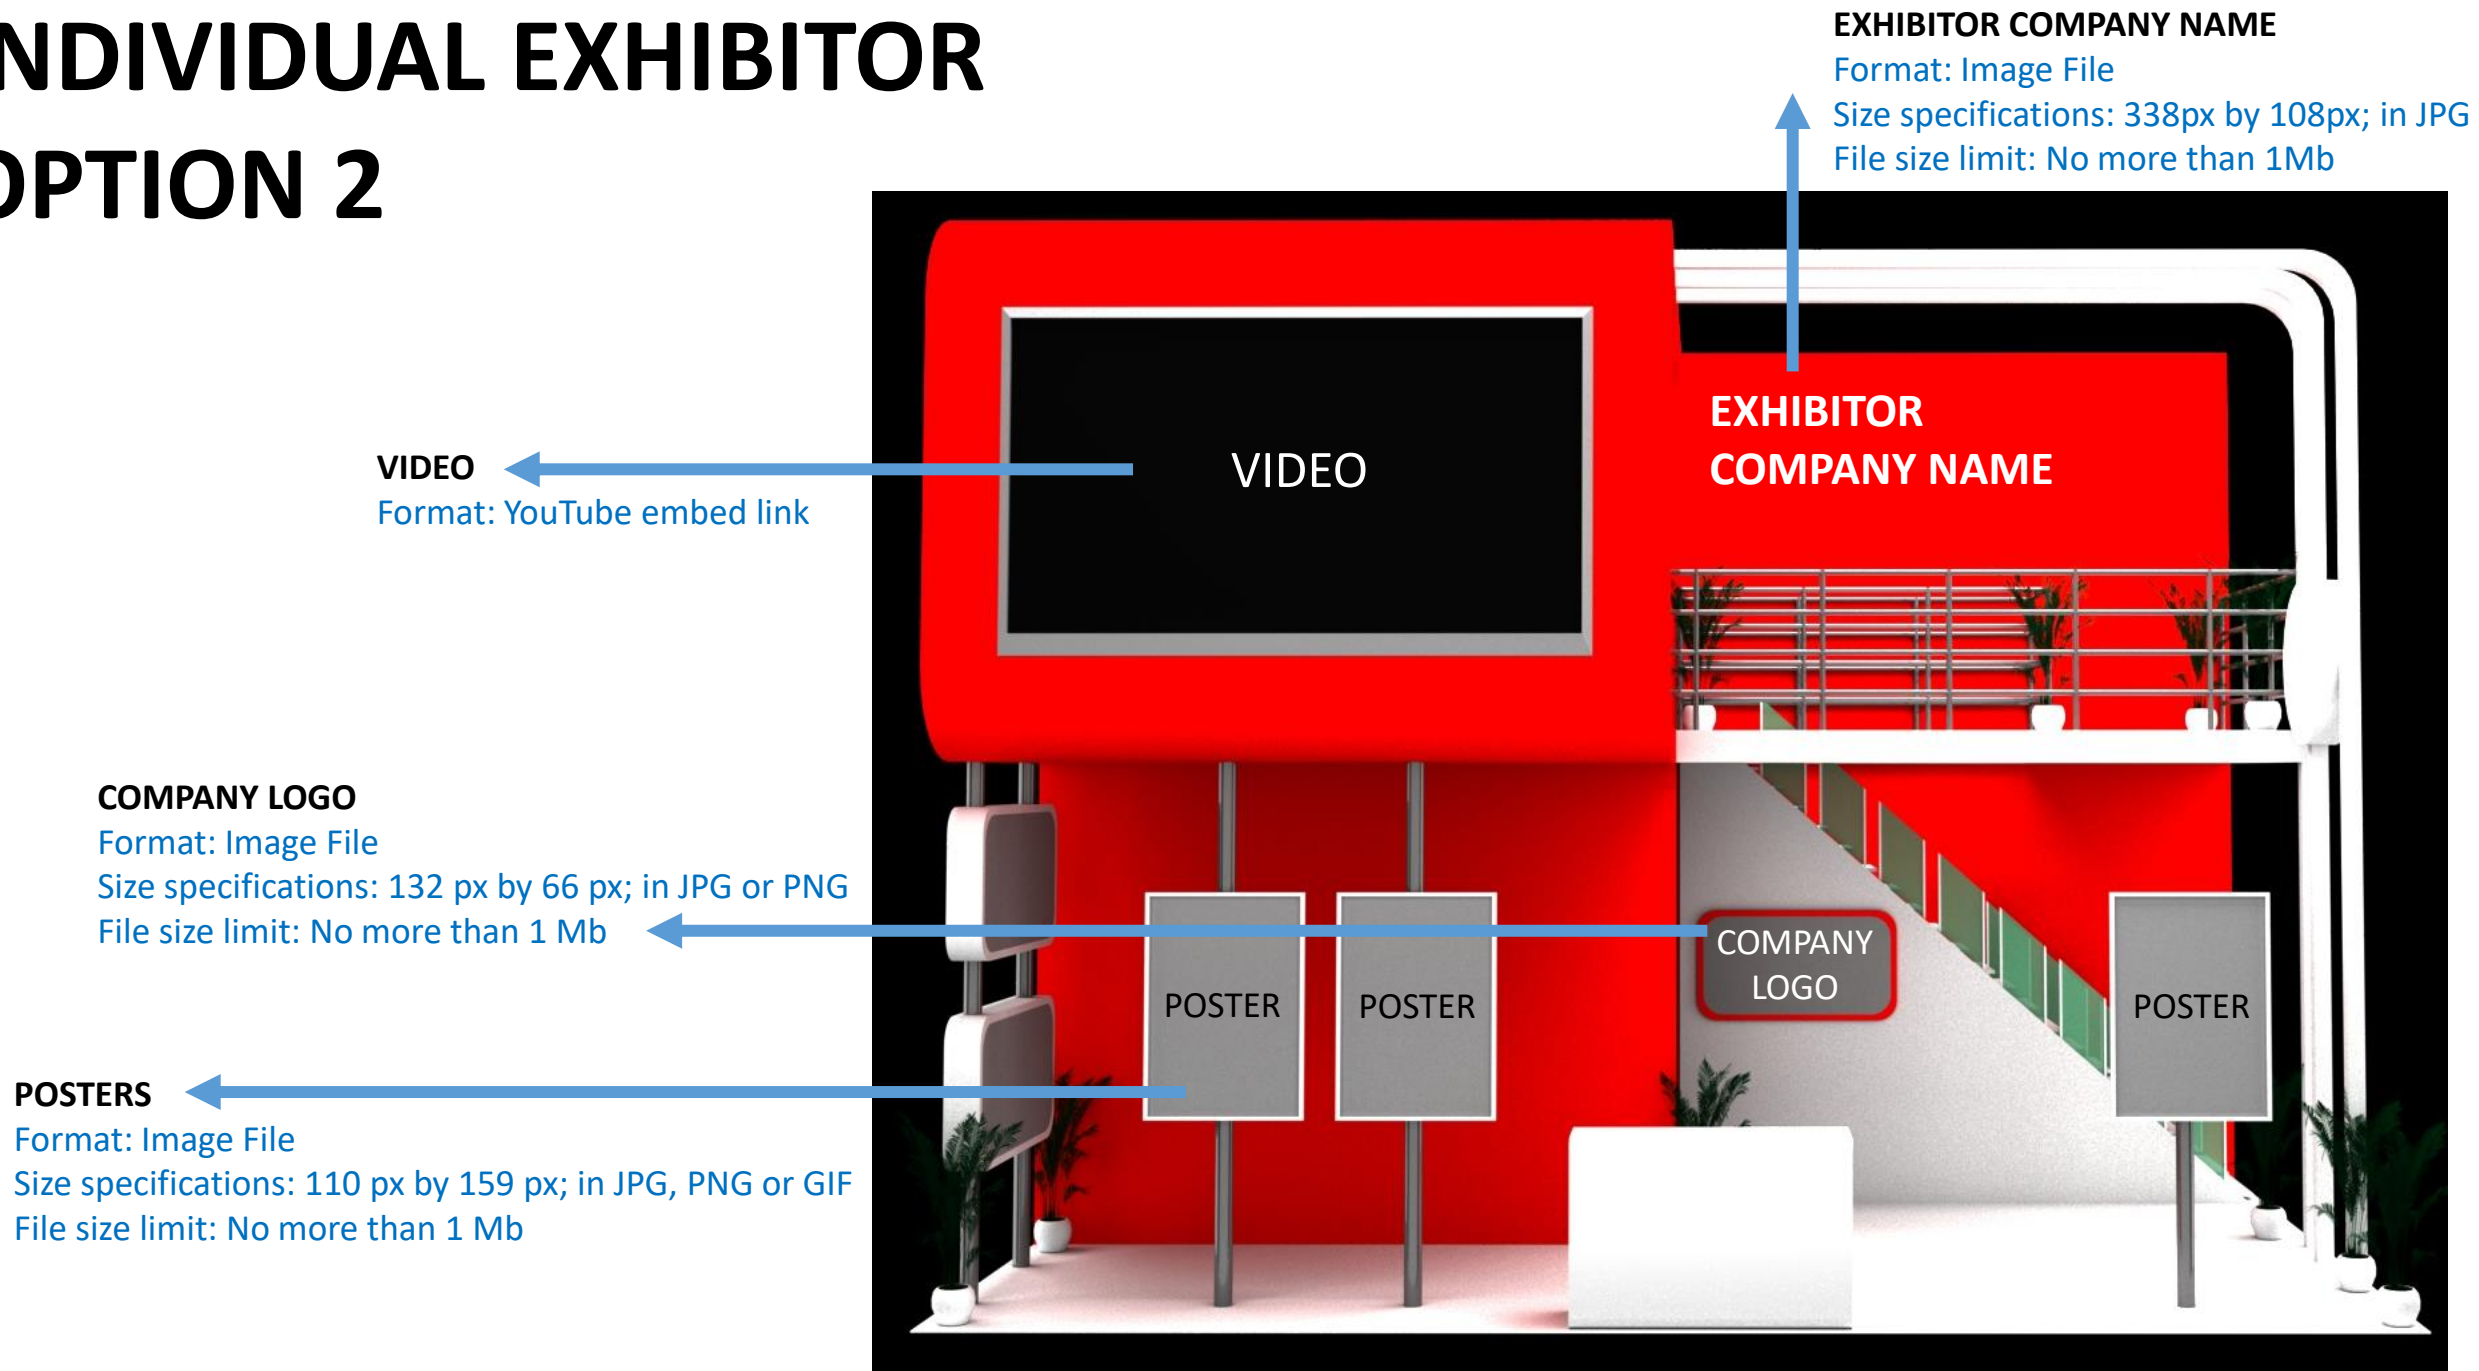 NDIVIDUAL EXHIBITOR
OPTION 2
EXHIBITOR COMPANY NAME
Format: Image File
Size specifications: 338px by 108px; in JPG
File size limit: No more than 1Mb
EXHIBITOR
COMPANY NAME
VIDEO
VIDEO
Format: YouTube embed link
COMPANY LOGO
Format: Image File
Size specifications: 132 px by 66 px; in JPG or PNG
File size limit: No more than 1 Mb
COMPANY
LOGO
POSTER
POSTER
POSTER
POSTERS
Format: Image File
Size specifications: 110 px by 159 px; in JPG, PNG or GIF
File size limit: No more than 1 Mb